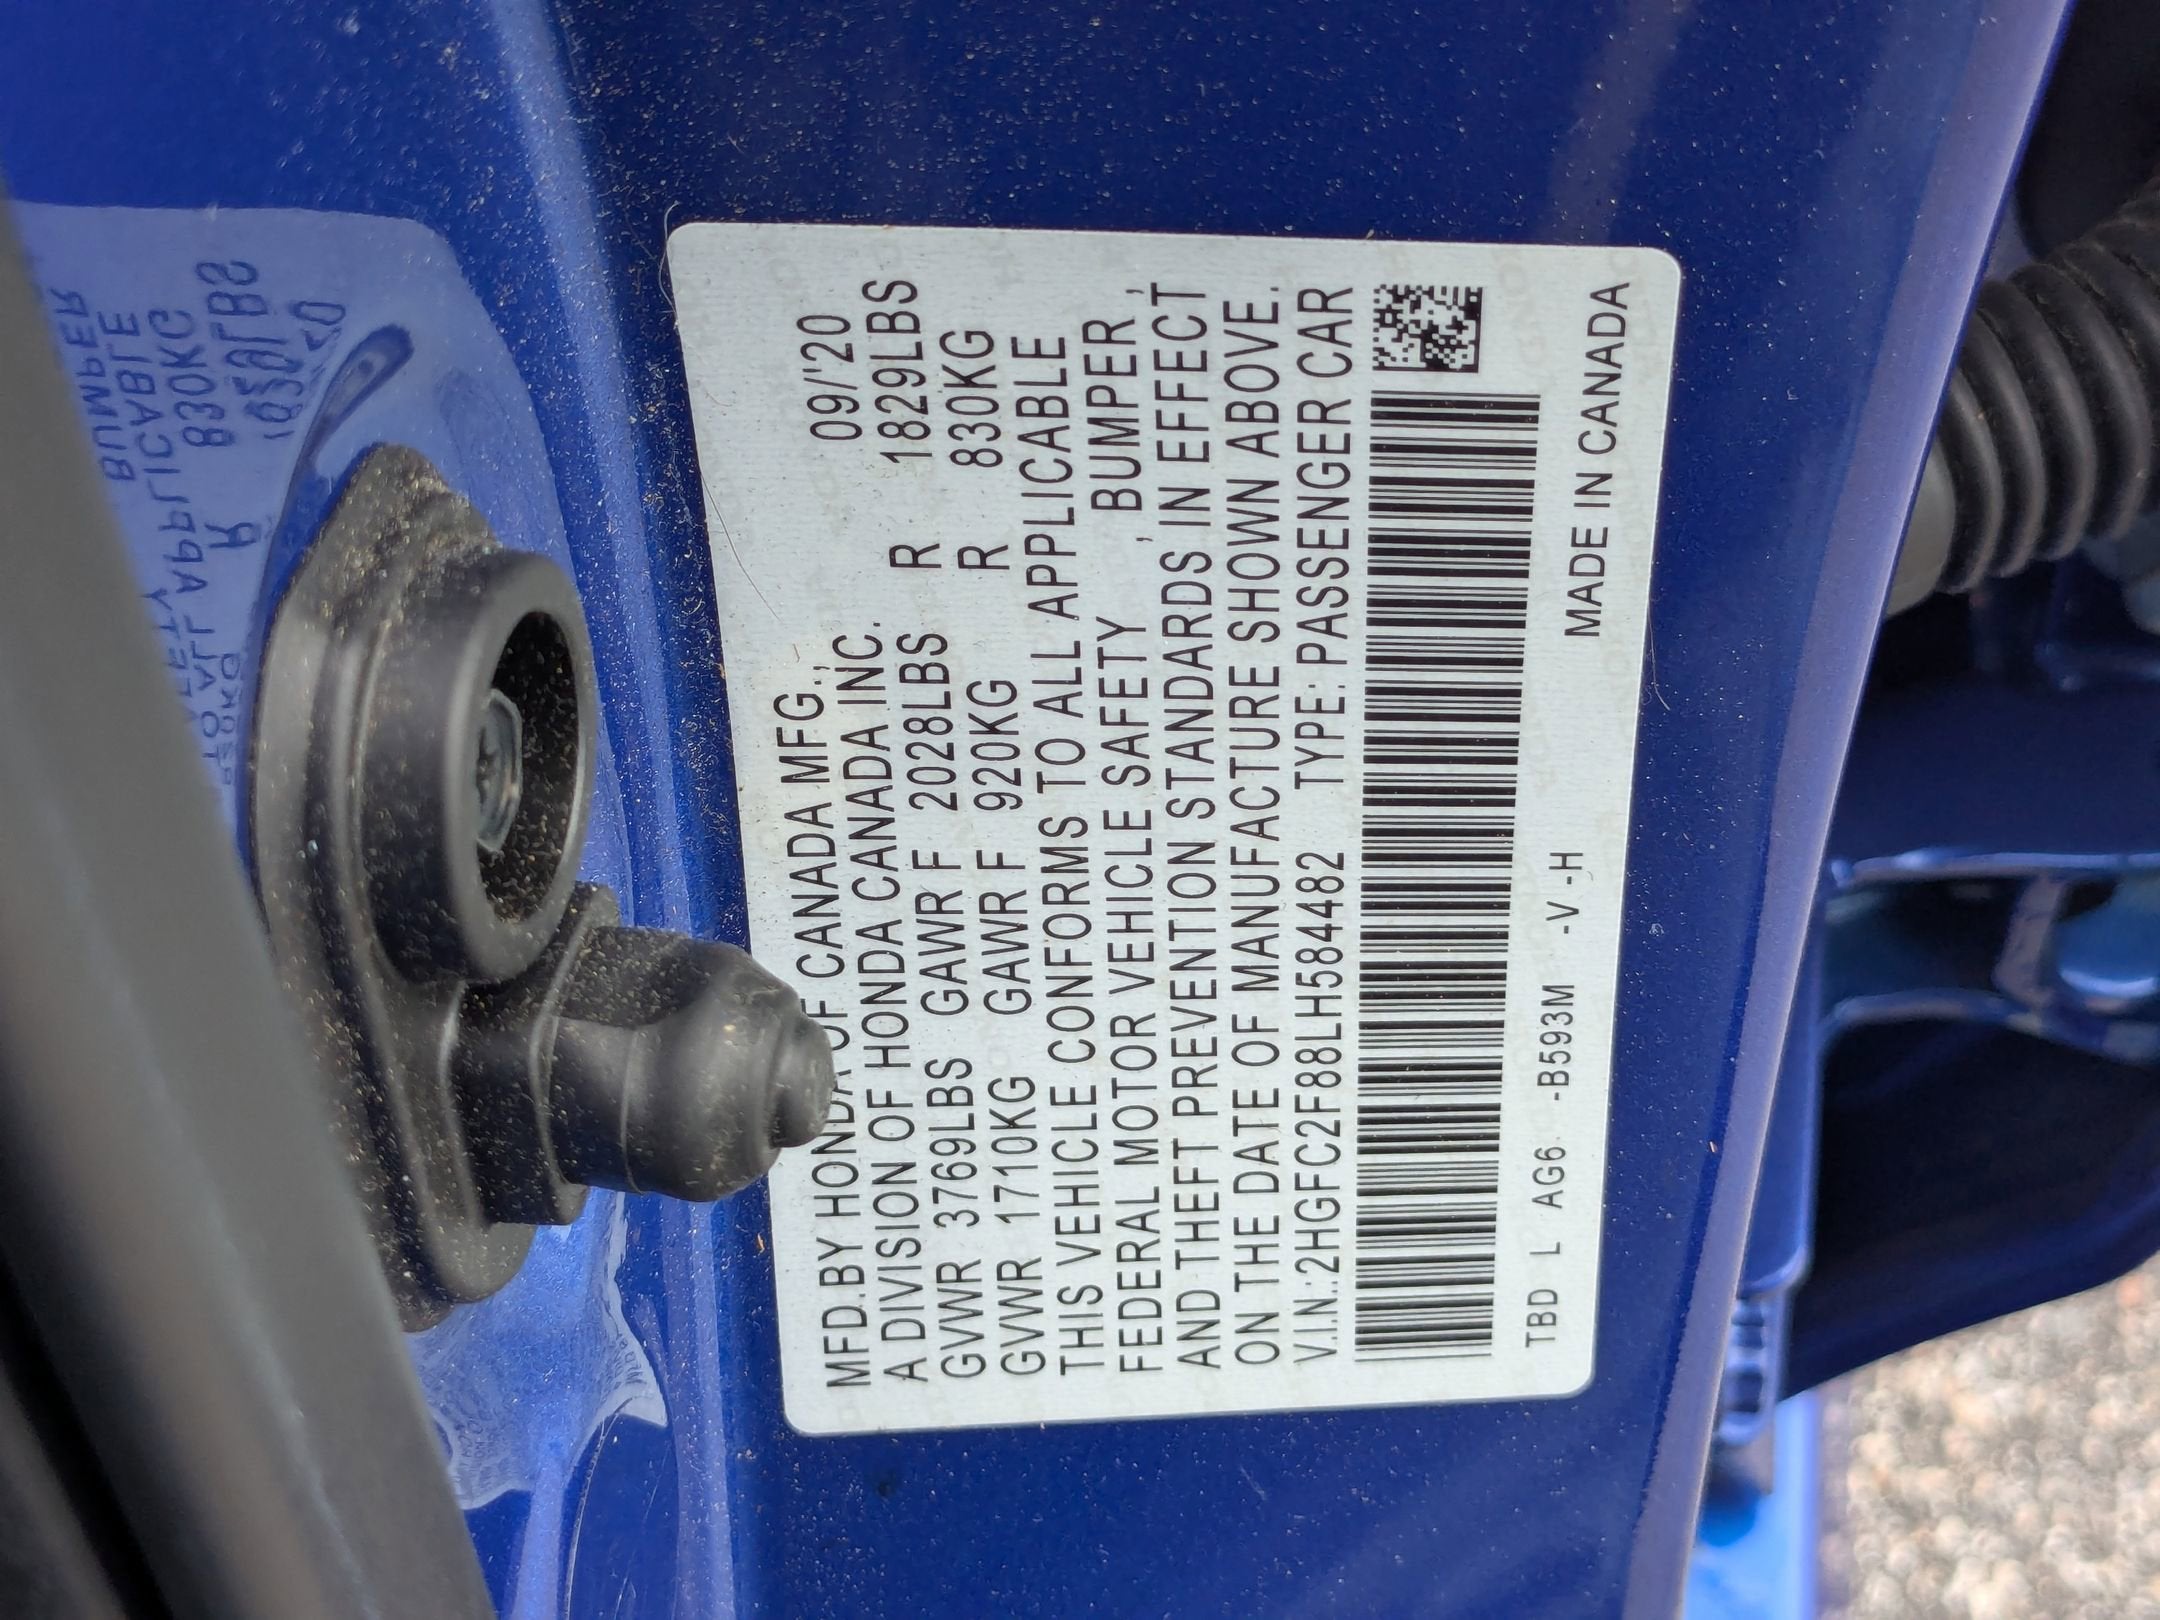 MFD.BY HONDA OF CANADA MFG., 09/'20
A DIVISION OF HONDA CANADA INC.
GVWR 3769LBS GAWR F 2028LBS R 1829LBS
GVWR 1710KG GAWR F 920KG R 830KG
THIS VEHICLE CONFORMS TO ALL APPLICABLE
FEDERAL MOTOR VEHICLE SAFETY , BUMPER ,
AND THEFT PREVENTION STANDARDS IN EFFECT
ON THE DATE OF MANUFACTURE SHOWN ABOVE.
V.I.N.:2HGFC2F88LH584482 TYPE: PASSENGER CAR
TBD L AG6. -B593M -V -H MADE IN CANADA